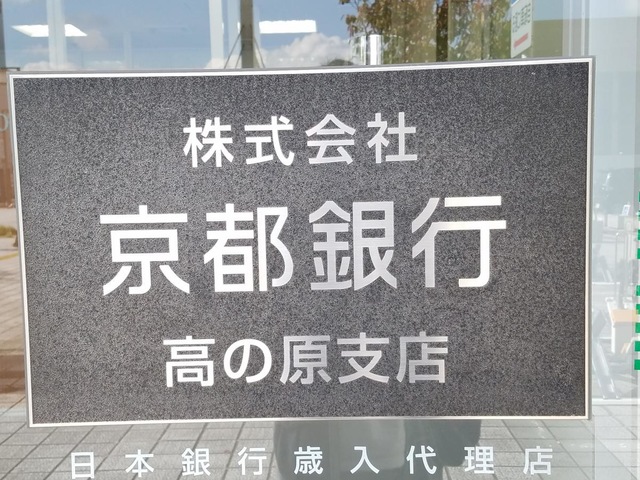 株式会社
京都銀行
高の原支店
日本銀行歳入代理店